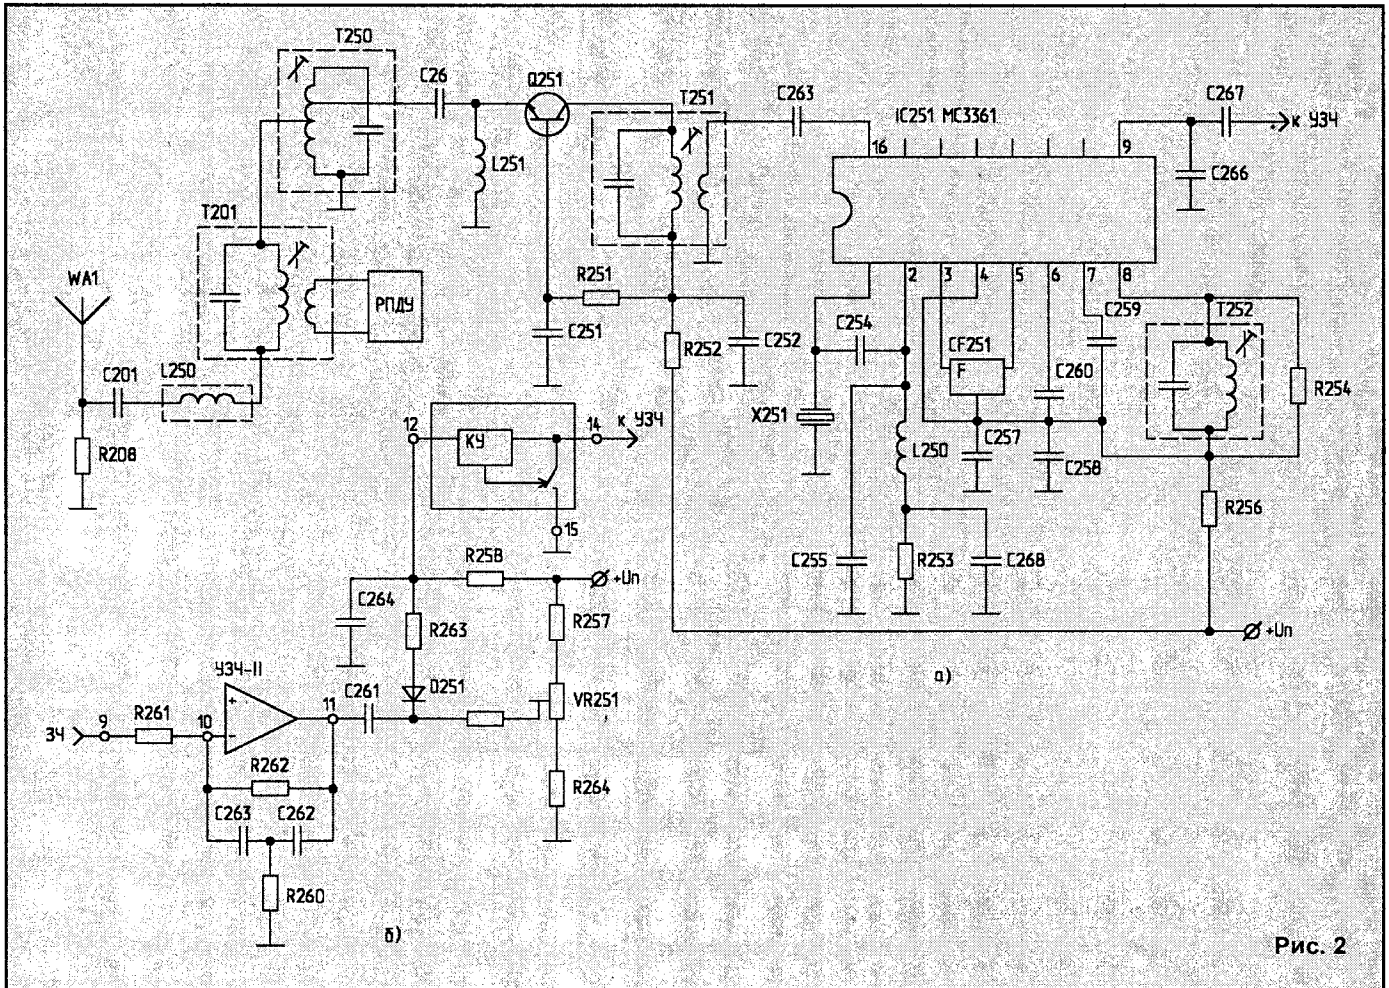 T250
C26
Q251
T251
C263
IC251 MC3361
C267
к УЗЧ
16
9
C266
L251
T201
WA1
РПДУ
R251
2
3
4
5
6
7
8
C259
T252
C251
C254
R252
C252
CF251
F
C260
R254
C201
L250
X251
L250
C257
C258
R208
12
КУ
14
к УЗЧ
15
R256
R258
+Uп
C255
R253
C268
C264
R263
R257
+Uп
а)
УЗЧ-II
C261
D251
VR251
ЗЧ
9
R261
10
+
−
11
R262
R264
C263
C262
R260
б)
Рис. 2